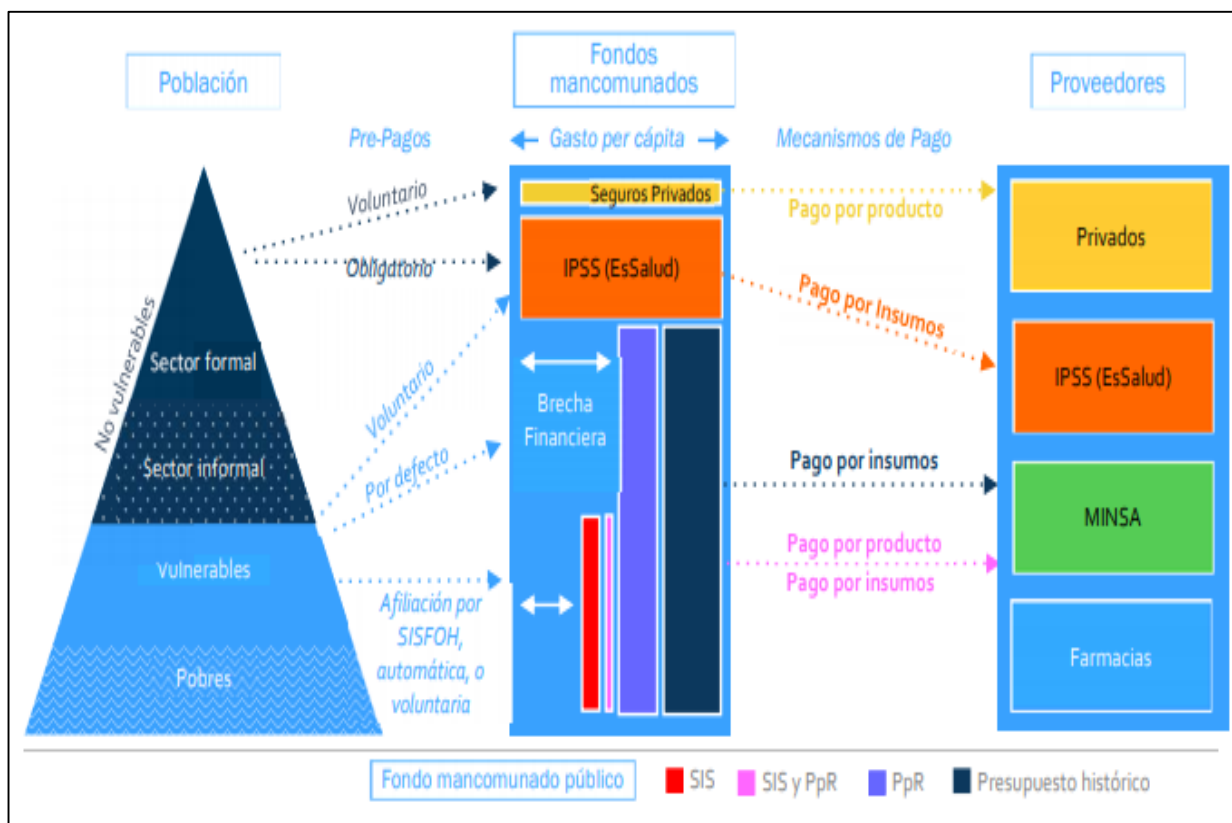 Población
Fondos
mancomunados
Proveedores
Pre-Pagos
Gasto per cápita
Mecanismos de Pago
Voluntario
Obligatorio
Voluntario
Por defecto
Afiliación por
SISFOH,
automática, o
voluntaria
No vulnerables
Sector formal
Sector informal
Vulnerables
Pobres
Seguros Privados
IPSS (EsSalud)
Brecha
Financiera
Pago por producto
Pago por Insumos
Pago por insumos
Pago por producto
Pago por insumos
Privados
IPSS (EsSalud)
MINSA
Farmacias
Fondo mancomunado público
SIS
SIS y PpR
PpR
Presupuesto histórico